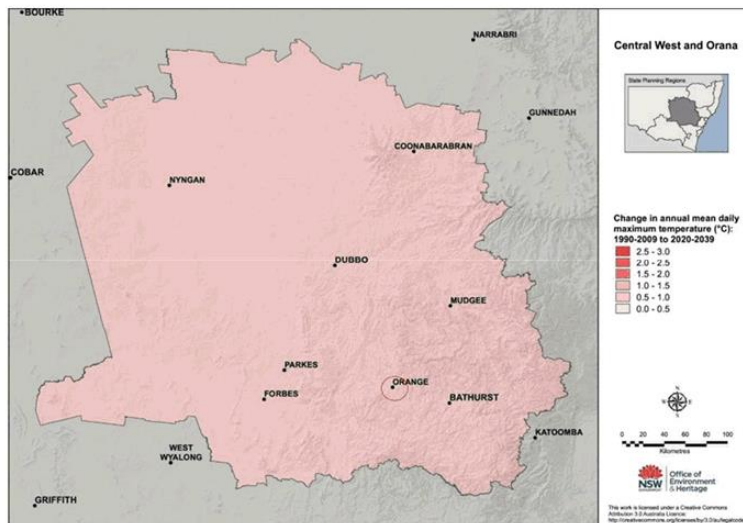 BOURKE
NARRABRI
GUNNEDAH
COONABARABRAN
COBAR
NYNGAN
DUBBO
MUDGEE
PARKES
ORANGE
FORBES
BATHURST
KATOOMBA
WEST
WYALONG
GRIFFITH
Central West and Orana
State Planning Regions
Change in annual mean daily
maximum temperature (°C):
1990-2009 to 2020-2039
2.5 - 3.0
2.0 - 2.5
1.5 - 2.0
1.0 - 1.5
0.5 - 1.0
0.0 - 0.5
N
W
E
S
0 20 40 60 80 100
Kilometres
NSW
GOVERNMENT
Office of
Environment
& Heritage
This work is licensed under a Creative Commons
Attribution 3.0 Australia Licence: